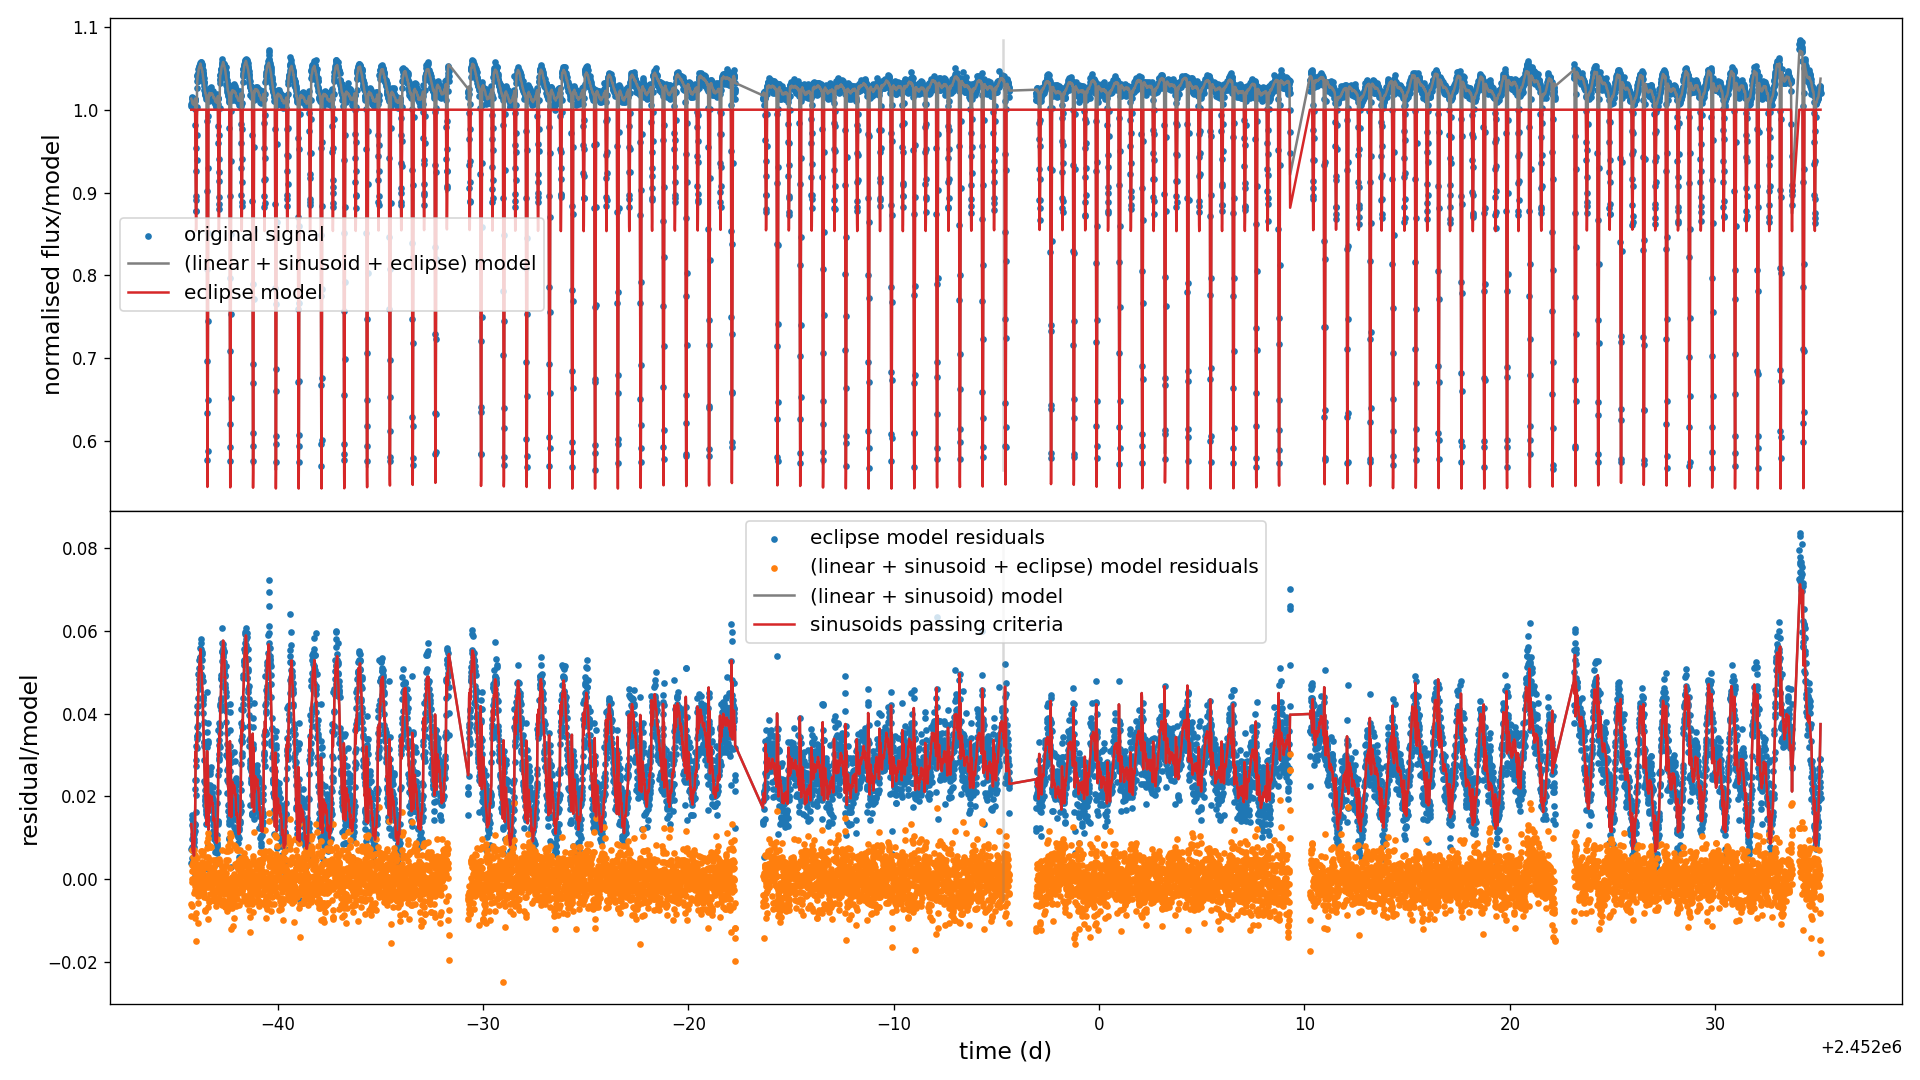 normalised flux/model
1.1
1.0
0.9
0.8
0.7
0.6
original signal
(linear + sinusoid + eclipse) model
eclipse model
residual/model
0.08
0.06
0.04
0.02
0.00
−0.02
eclipse model residuals
(linear + sinusoid + eclipse) model residuals
(linear + sinusoid) model
sinusoids passing criteria
−40 −30 −20 −10 0 10 20 30
time (d)
+2.452e6